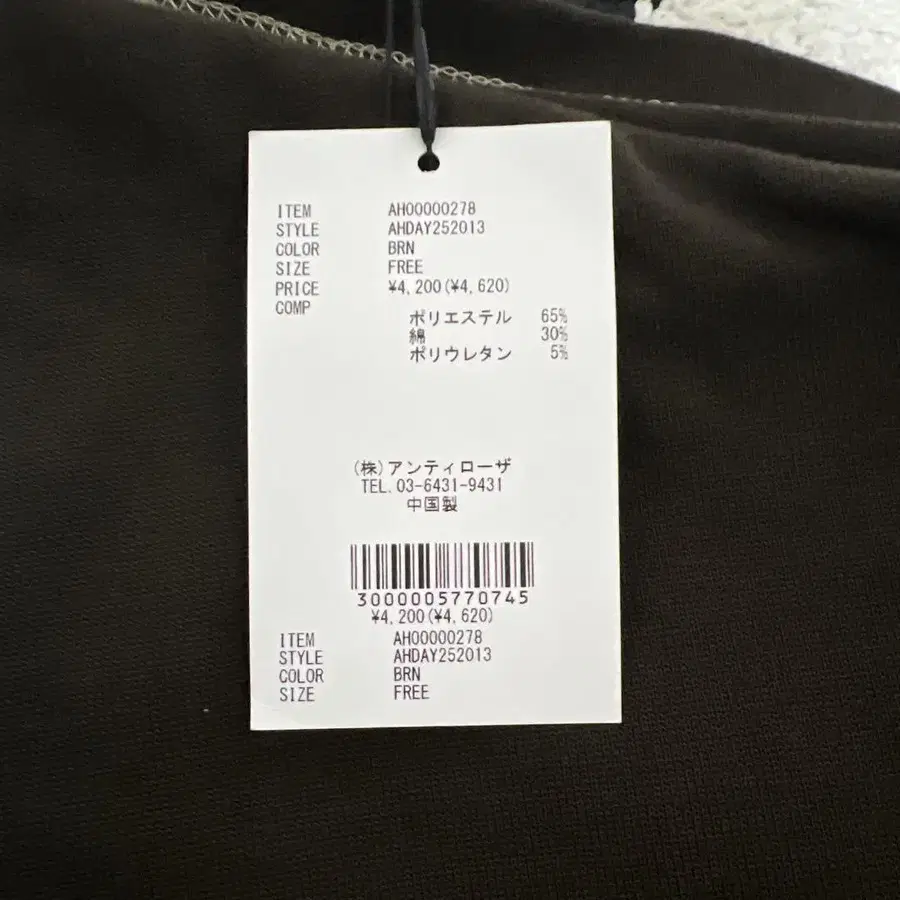 ITEM AH00000278
STYLE AHDAY252013
COLOR BRN
SIZE FREE
PRICE ¥4,200(¥4,620)
COMP
ポリエステル 65%
綿 30%
ポリウレタン 5%
(株)アンティローザ
TEL.03-6431-9431
中国製
3000005770745
¥4,200(¥4,620)
ITEM AH00000278
STYLE AHDAY252013
COLOR BRN
SIZE FREE